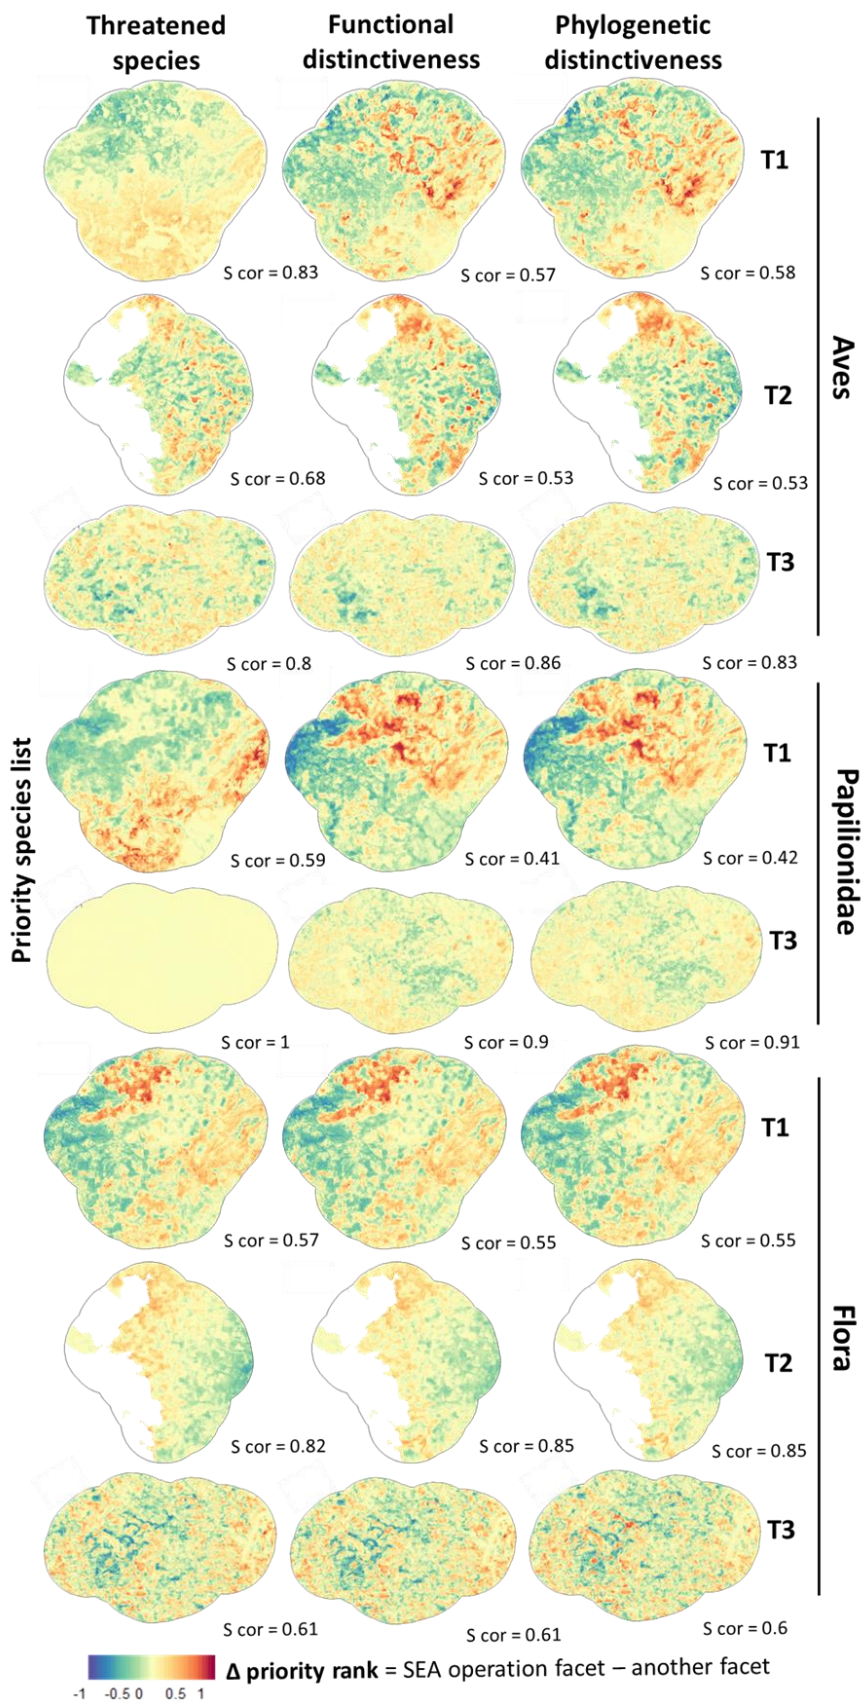 Threatened
species
Functional
distinctiveness
Phylogenetic
distinctiveness
T1
S cor = 0.83
S cor = 0.57
S cor = 0.58
T2
S cor = 0.68
S cor = 0.53
S cor = 0.53
Aves
T3
S cor = 0.8
S cor = 0.86
S cor = 0.83
T1
S cor = 0.59
S cor = 0.41
S cor = 0.42
Papilionidae
Priority species list
T3
S cor = 1
S cor = 0.9
S cor = 0.91
T1
S cor = 0.57
S cor = 0.55
S cor = 0.55
Flora
T2
S cor = 0.82
S cor = 0.85
S cor = 0.85
T3
S cor = 0.61
S cor = 0.61
S cor = 0.6
Δ priority rank = SEA operation facet – another facet
-1 -0.5 0 0.5 1